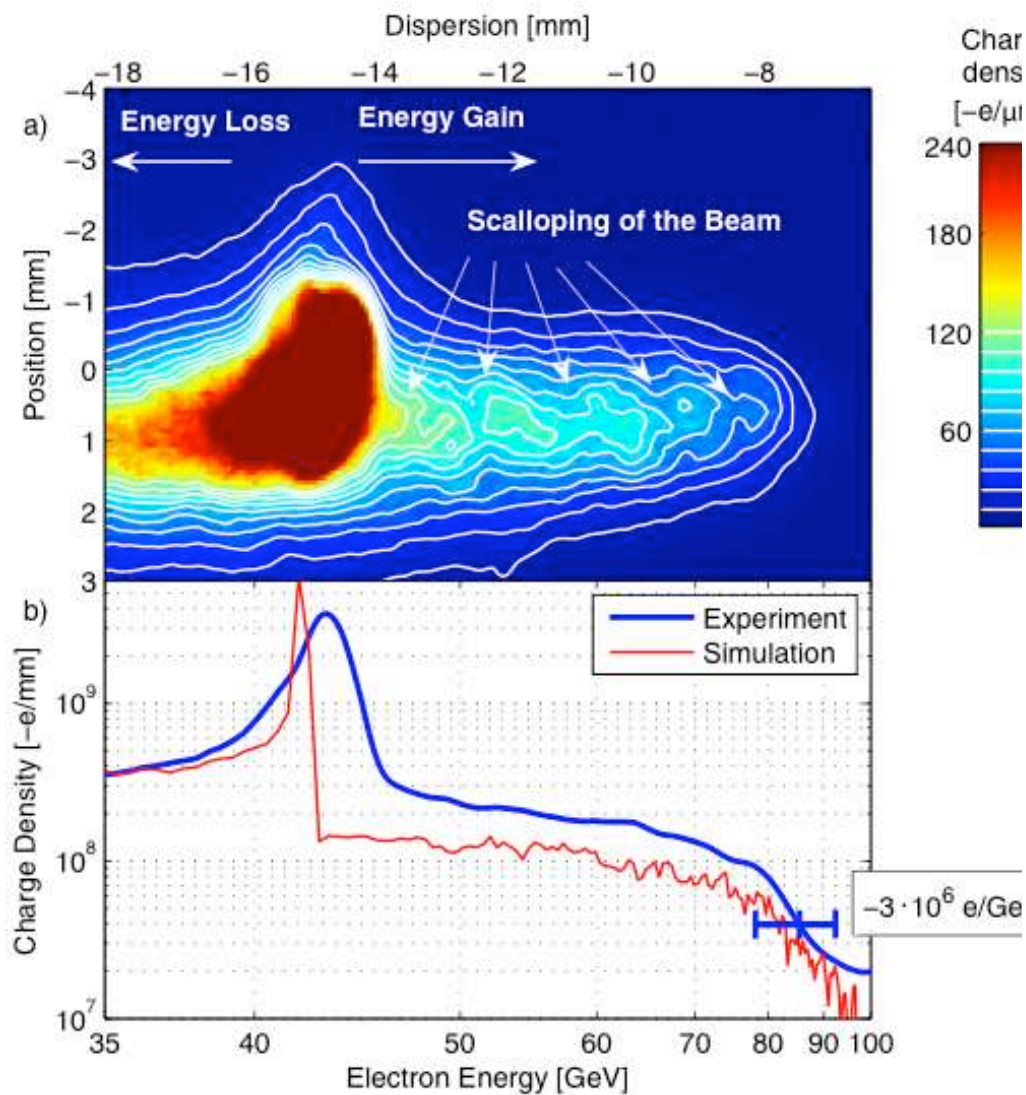 Dispersion [mm]
−18 −16 −14 −12 −10 −8
a)
Energy Loss
Energy Gain
Scalloping of the Beam
Position [mm]
−4
−3
−2
−1
0
1
2
3
Char
dens
[−e/μm
240
180
120
60
b)
Experiment
Simulation
Charge Density [−e/mm]
10⁹
10⁸
10⁷
−3·10⁶ e/Ge
35 40 50 60 70 80 90 100
Electron Energy [GeV]